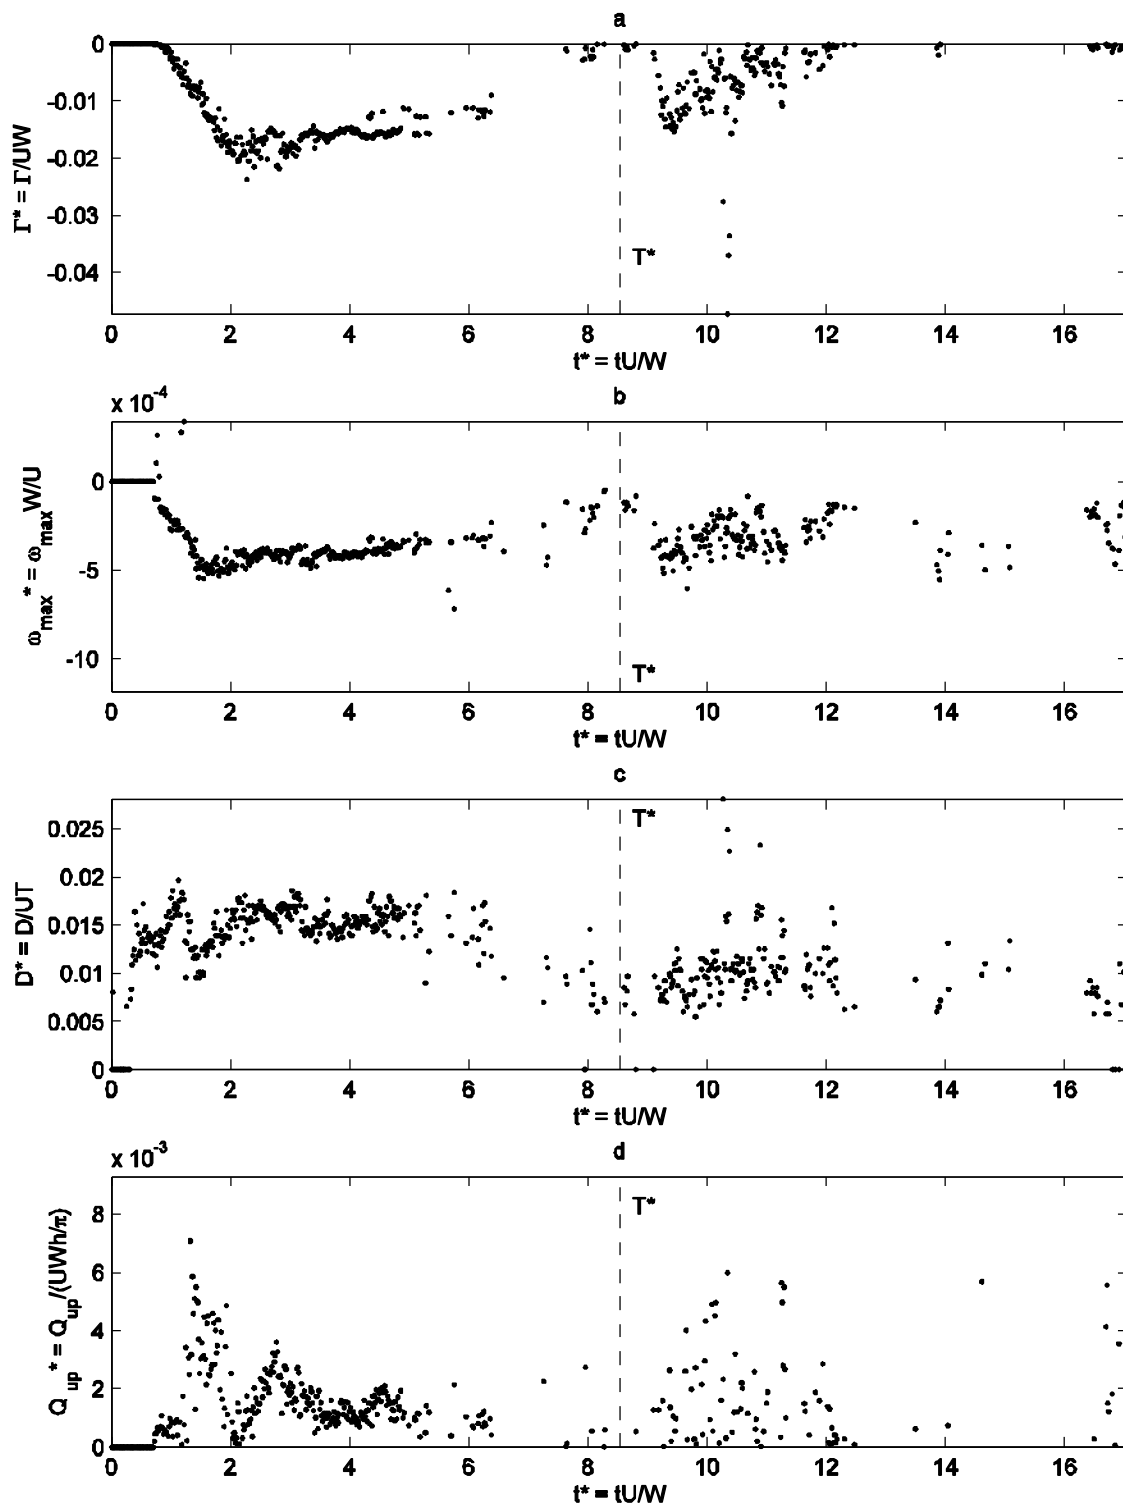 a
0
-0.01
-0.02
-0.03
-0.04
Γ* = Γ/UW
T*
0 2 4 6 8 10 12 14 16
t* = tU/W
x 10^-4
b
0
-5
-10
ω_max* = ω_max W/U
T*
0 2 4 6 8 10 12 14 16
t* = tU/W
c
0.025
0.02
0.015
0.01
0.005
0
D* = D/UT
T*
0 2 4 6 8 10 12 14 16
t* = tU/W
x 10^-3
d
8
6
4
2
0
Q_up* = Q_up/(UWh/π)
T*
0 2 4 6 8 10 12 14 16
t* = tU/W